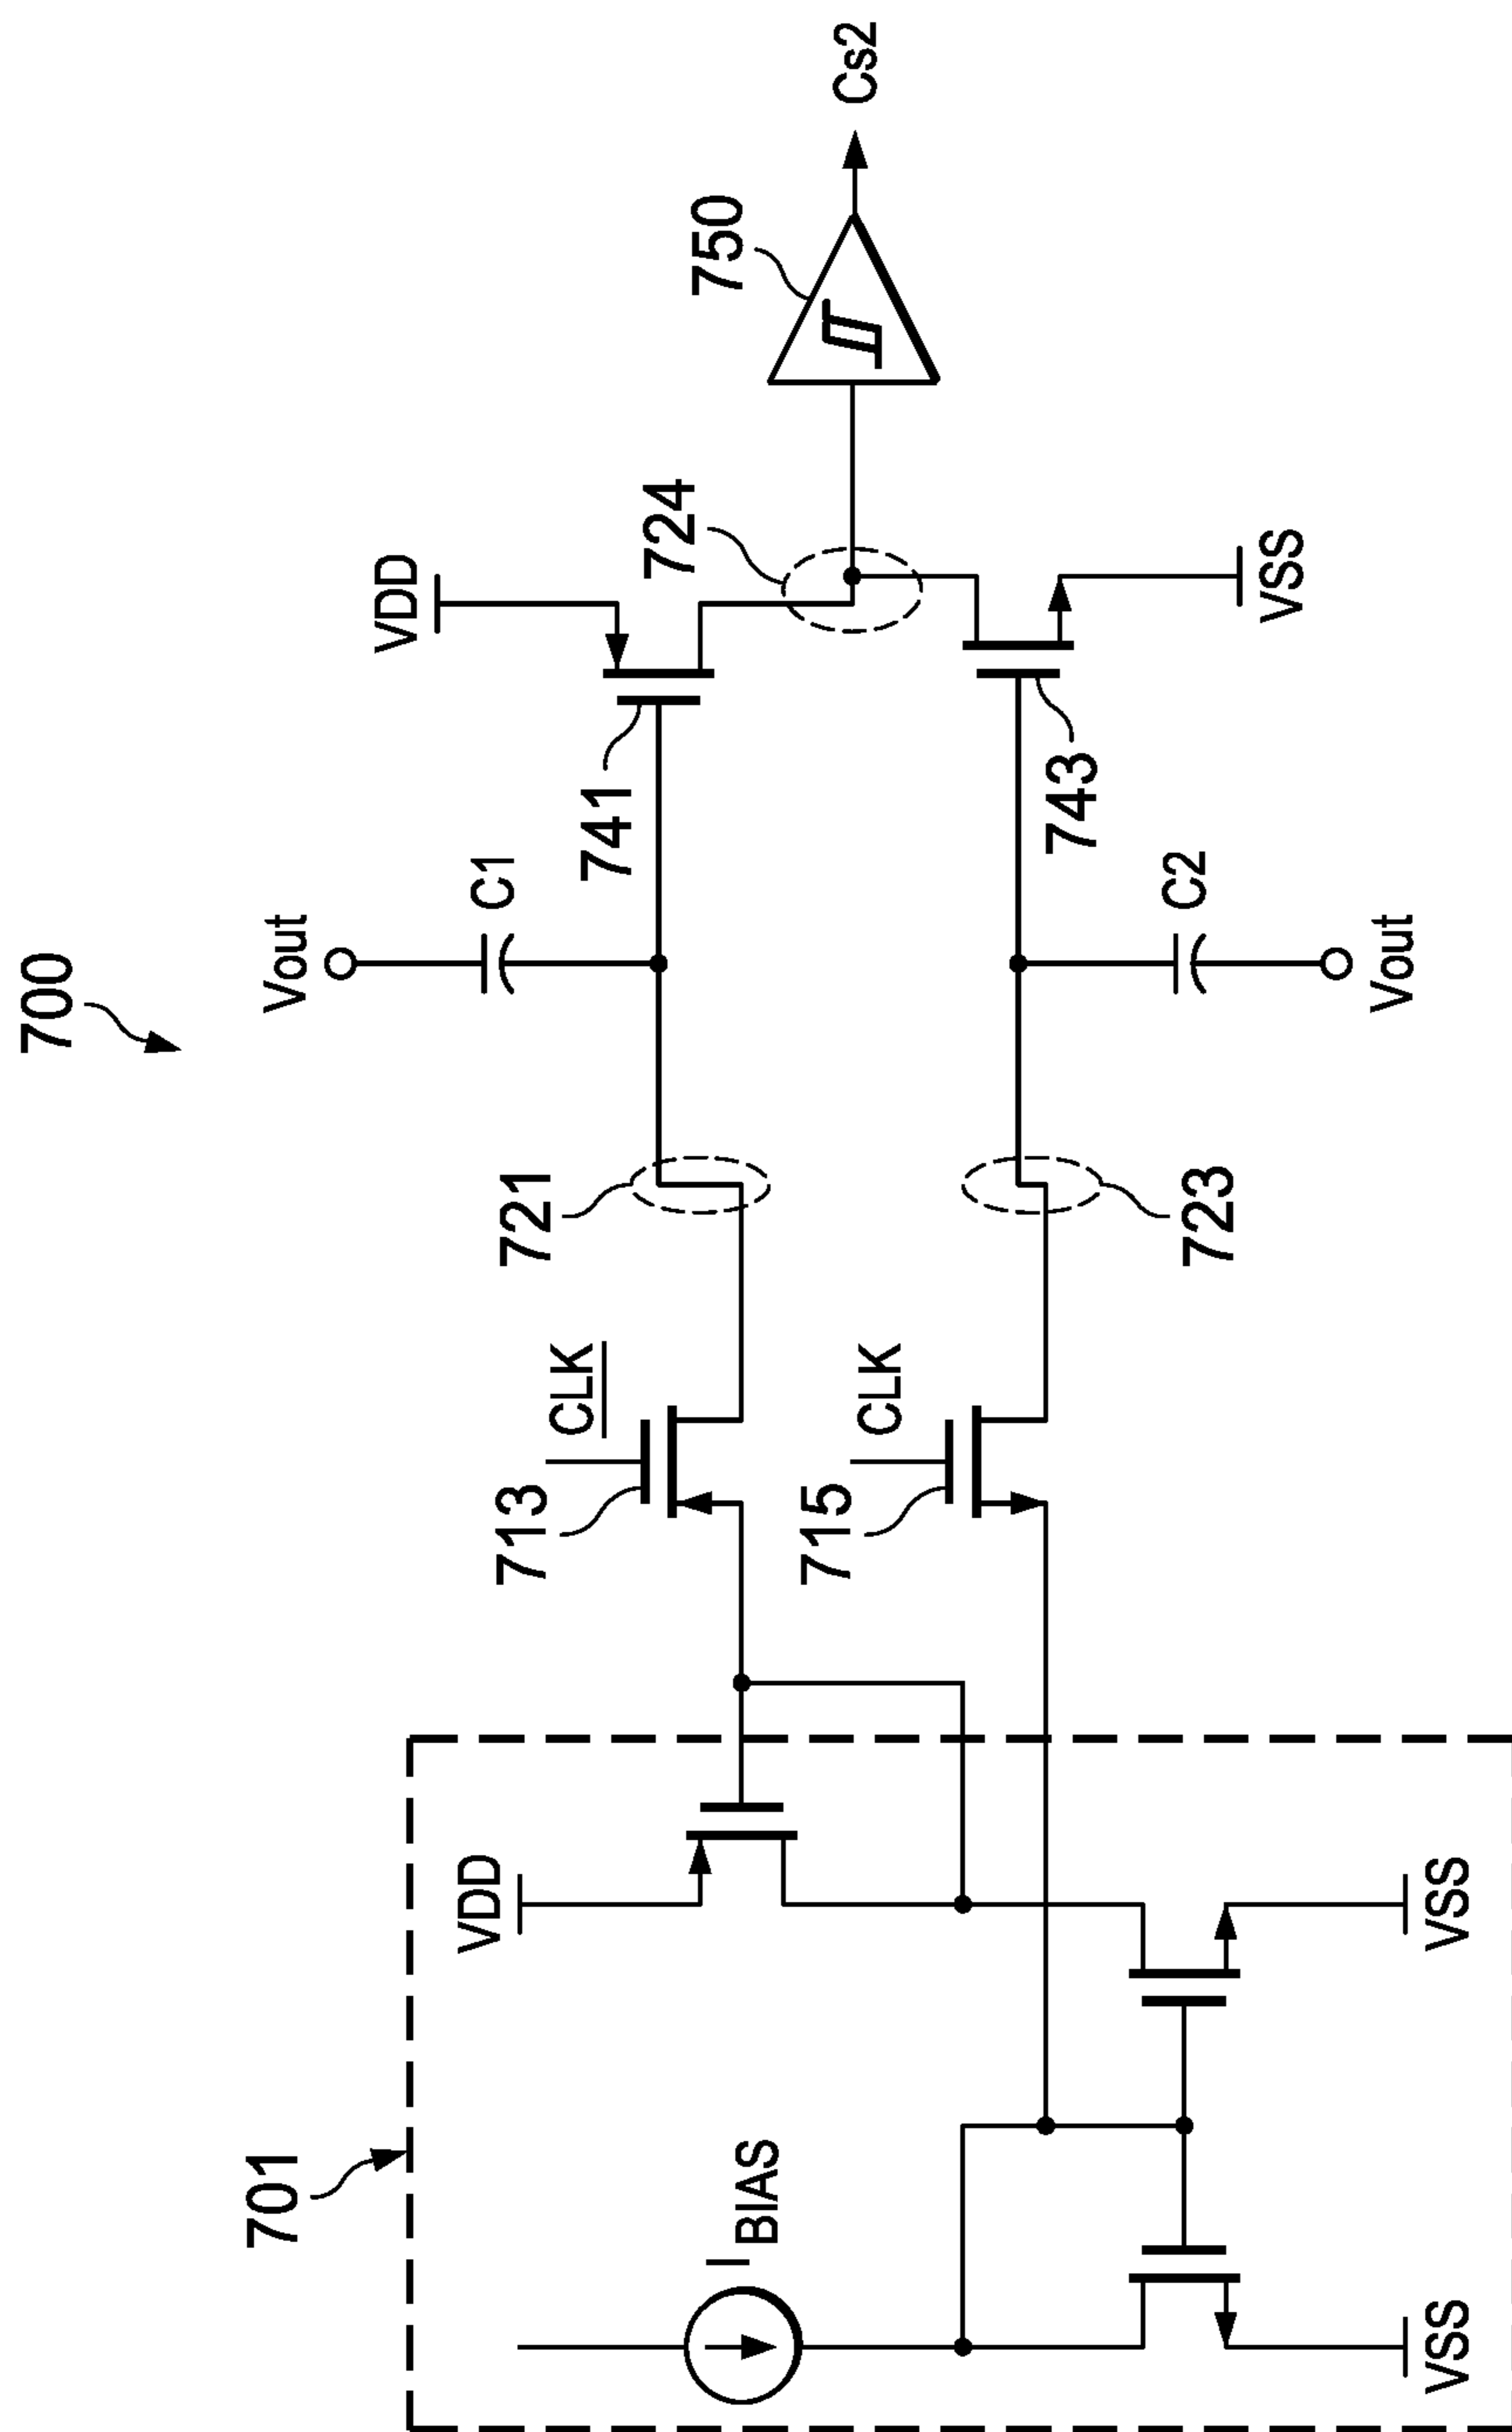 700
701
I BIAS
VDD
VSS
VSS
713
CLK
715
CLK
721
723
Vout
C1
C2
Vout
741
743
VDD
724
VSS
750
Cs2